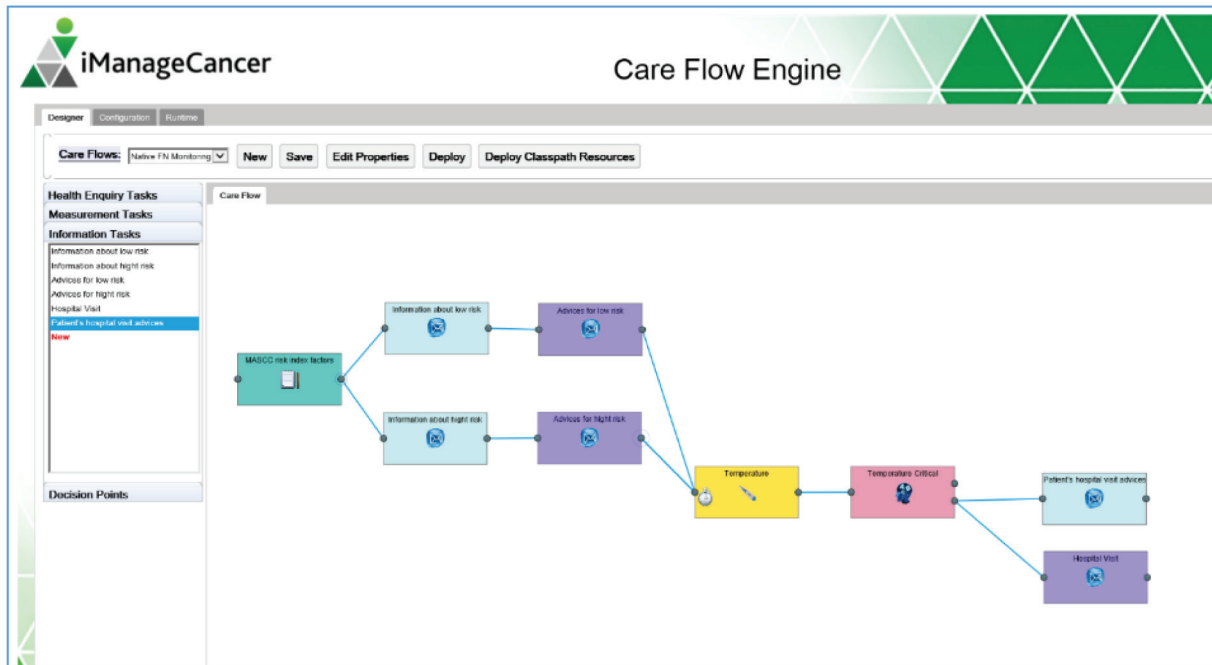 iManageCancer
Care Flow Engine
Designer Configuration Runtime
Care Flows: Native FN Monitoring New Save Edit Properties Deploy Deploy Classpath Resources
Health Enquiry Tasks
Measurement Tasks
Information Tasks
Information about low risk
Information about hight risk
Advices for low risk
Advices for hight risk
Hospital Visit
Patient's hospital visit advices
New
Decision Points
Care Flow
MASCC risk index factors
Information about low risk
Advices for low risk
Information about hight risk
Advices for hight risk
Temperature
Temperature Critical
Patient's hospital visit advices
Hospital Visit